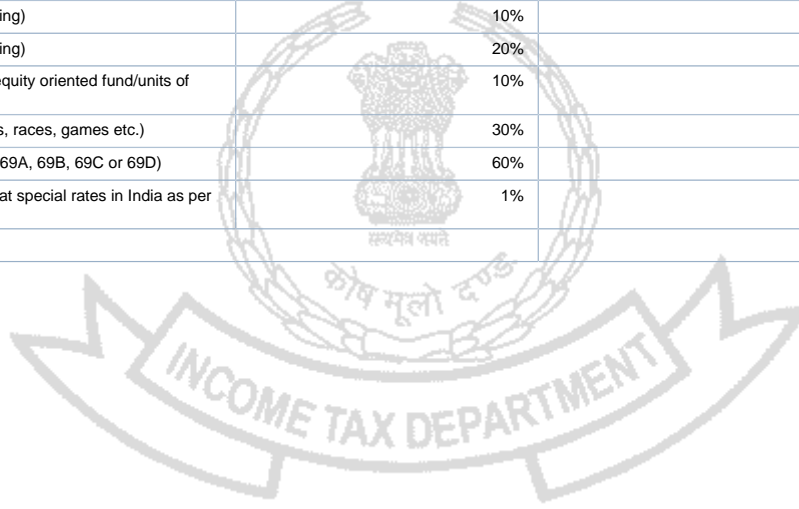 ing) 10%
ing) 20%
equity oriented fund/units of 10%
s, races, games etc.) 30%
69A, 69B, 69C or 69D) 60%
at special rates in India as per 1%
सत्यमेव जयते
कोष मूलो दण्डः
INCOME TAX DEPARTMENT